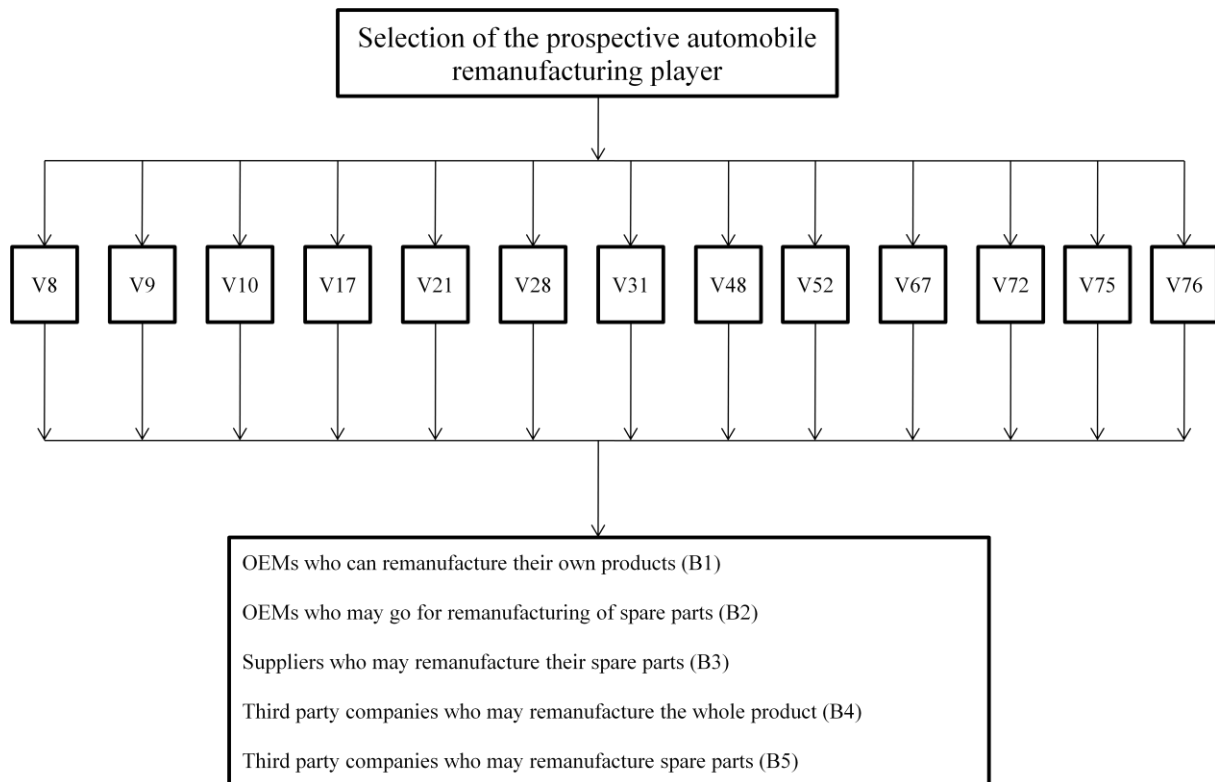 Selection of the prospective automobile
remanufacturing player
V8 V9 V10 V17 V21 V28 V31 V48 V52 V67 V72 V75 V76
OEMs who can remanufacture their own products (B1)
OEMs who may go for remanufacturing of spare parts (B2)
Suppliers who may remanufacture their spare parts (B3)
Third party companies who may remanufacture the whole product (B4)
Third party companies who may remanufacture spare parts (B5)